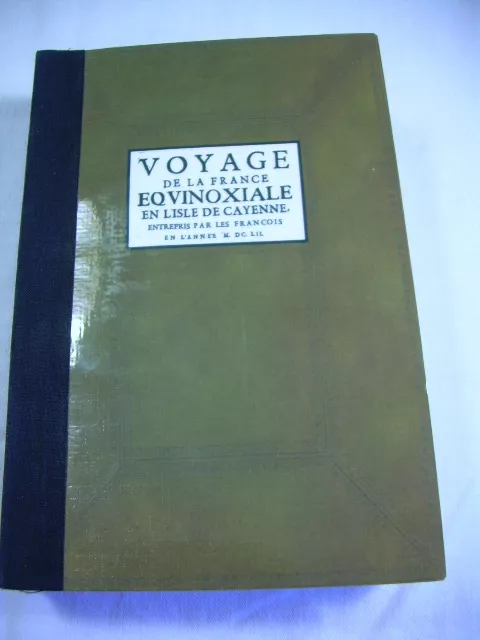 VOYAGE
DE LA FRANCE
EQVINOXIALE
EN L'ISLE DE CAYENNE,
ENTREPRIS PAR LES FRANCOIS
EN L'ANNEE M. DC. LII.